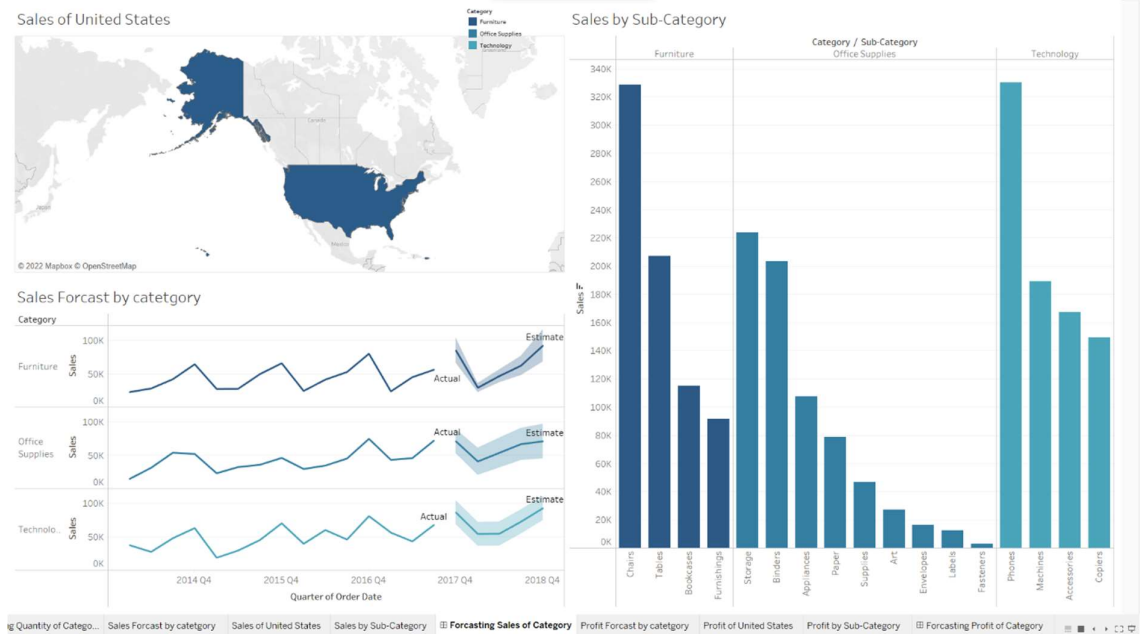 Sales of United States
Category
Furniture
Office Supplies
Technology
Canada
Japan
Mexico
© 2022 Mapbox © OpenStreetMap
Sales Forcast by catetgory
Category
Furniture
Sales
100K
50K
0K
Actual
Estimate
Office
Supplies
Sales
100K
50K
0K
Actual
Estimate
Technolo...
Sales
100K
50K
0K
Actual
Estimate
2014 Q4
2015 Q4
2016 Q4
2017 Q4
2018 Q4
Quarter of Order Date
Sales by Sub-Category
Category / Sub-Category
Furniture
Office Supplies
Technology
Sales
340K
320K
300K
280K
260K
240K
220K
200K
180K
160K
140K
120K
100K
80K
60K
40K
20K
0K
Chairs
Tables
Bookcases
Furnishings
Storage
Binders
Appliances
Paper
Supplies
Art
Envelopes
Labels
Fasteners
Phones
Machines
Accessories
Copiers
ng Quantity of Catego...
Sales Forcast by catetgory
Sales of United States
Sales by Sub-Category
Forcasting Sales of Category
Profit Forcast by catetgory
Profit of United States
Profit by Sub-Category
Forcasting Profit of Category